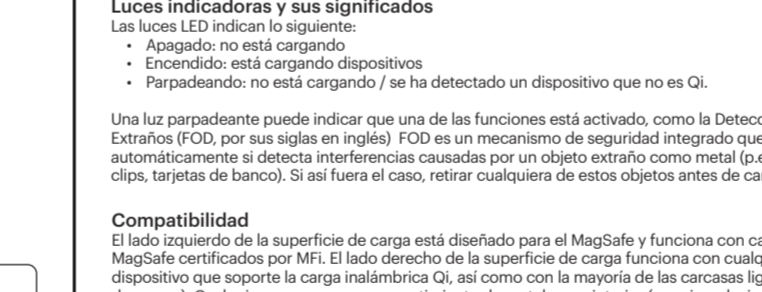 Luces indicadoras y sus significados
Las luces LED indican lo siguiente:
• Apagado: no está cargando
• Encendido: está cargando dispositivos
• Parpadeando: no está cargando / se ha detectado un dispositivo que no es Qi.
Una luz parpadeante puede indicar que una de las funciones está activado, como la Detecc
Extraños (FOD, por sus siglas en inglés) FOD es un mecanismo de seguridad integrado que
automáticamente si detecta interferencias causadas por un objeto extraño como metal (p.e
clips, tarjetas de banco). Si así fuera el caso, retirar cualquiera de estos objetos antes de ca
Compatibilidad
El lado izquierdo de la superficie de carga está diseñado para el MagSafe y funciona con ca
MagSafe certificados por MFi. El lado derecho de la superficie de carga funciona con cualq
dispositivo que soporte la carga inalámbrica Qi, así como con la mayoría de las carcasas lig